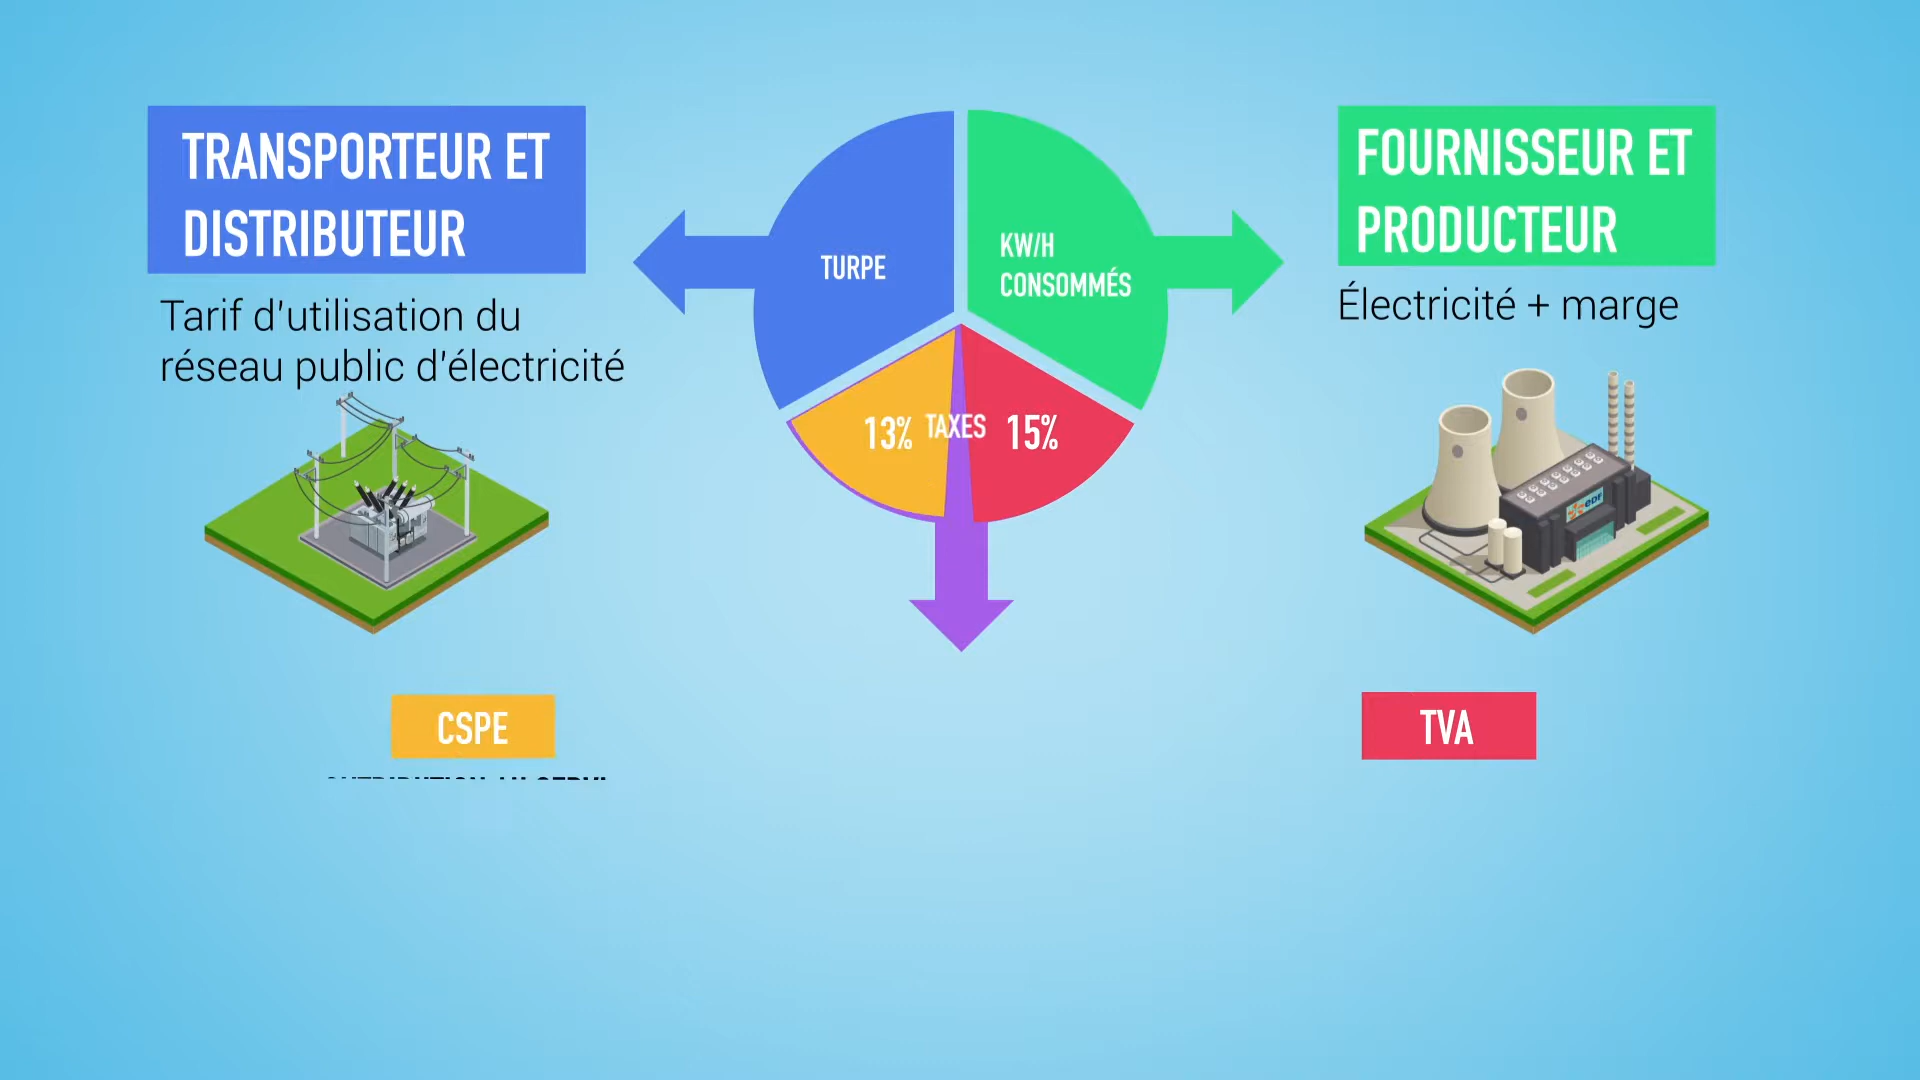 TRANSPORTEUR ET
DISTRIBUTEUR
Tarif d'utilisation du
réseau public d'électricité
TURPE
KW/H
CONSOMMÉS
13%
TAXES
15%
FOURNISSEUR ET
PRODUCTEUR
Électricité + marge
edf
CSPE
TVA